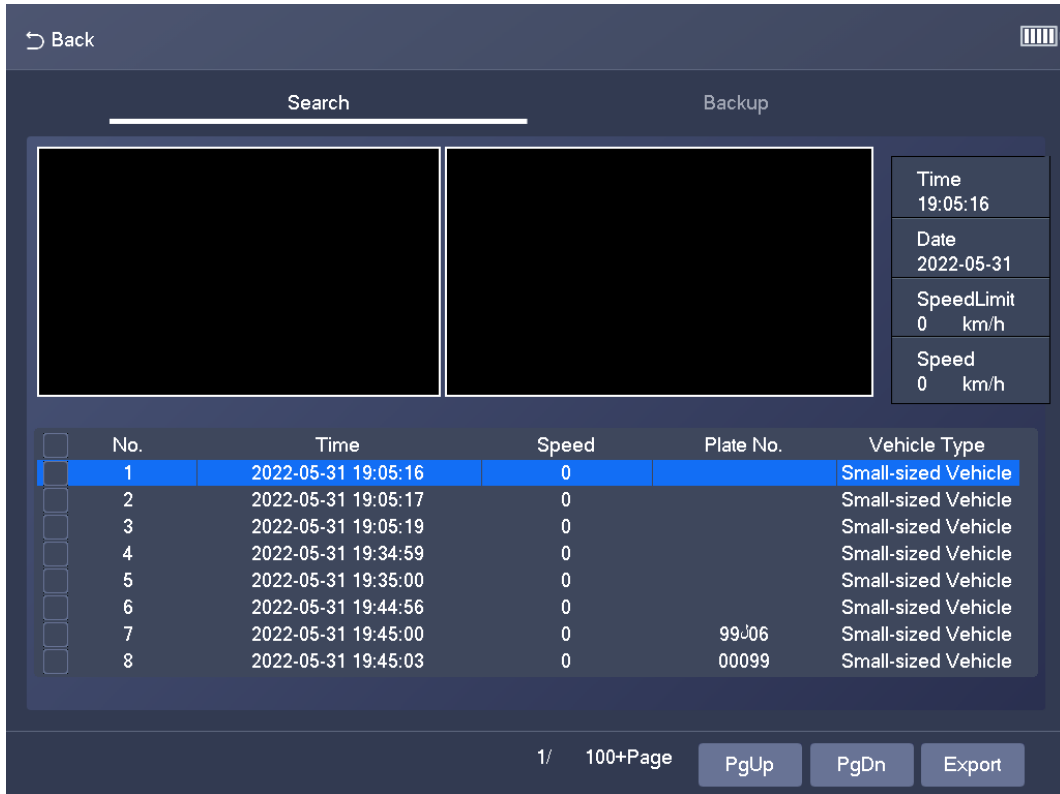 Back
Search Backup
Time
19:05:16
Date
2022-05-31
SpeedLimit
0 km/h
Speed
0 km/h
No. Time Speed Plate No. Vehicle Type
1 2022-05-31 19:05:16 0 Small-sized Vehicle
2 2022-05-31 19:05:17 0 Small-sized Vehicle
3 2022-05-31 19:05:19 0 Small-sized Vehicle
4 2022-05-31 19:34:59 0 Small-sized Vehicle
5 2022-05-31 19:35:00 0 Small-sized Vehicle
6 2022-05-31 19:44:56 0 Small-sized Vehicle
7 2022-05-31 19:45:00 0 Small-sized Vehicle
8 2022-05-31 19:45:03 0 00099 Small-sized Vehicle
1/ 100+Page PgUp PgDn Export